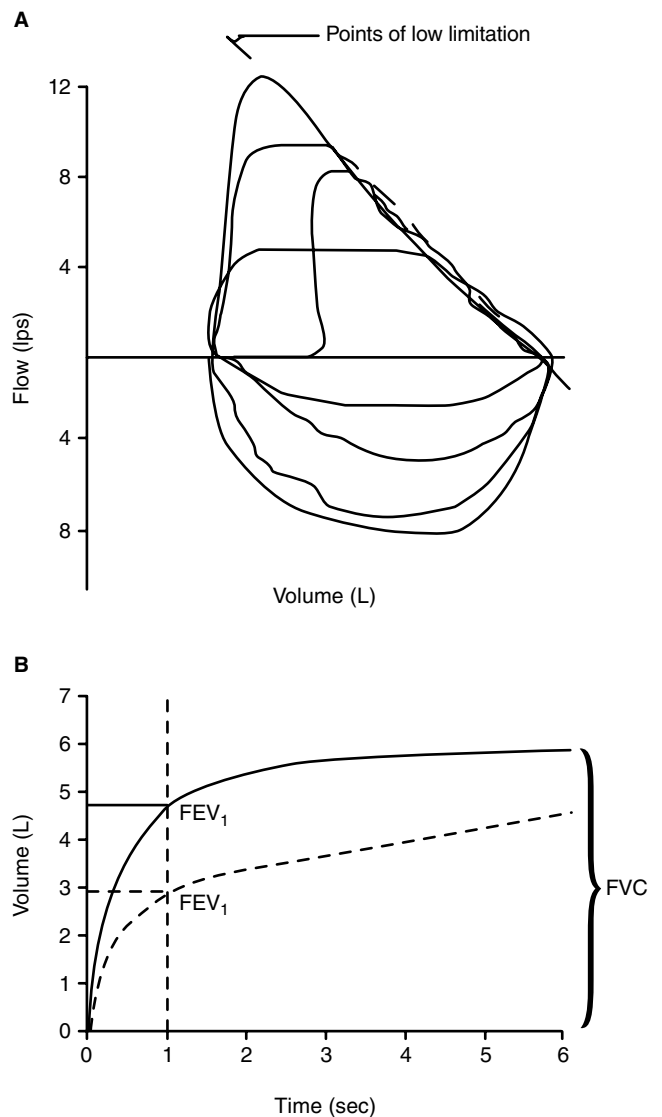 A
Points of low limitation
12
8
4
4
8
Flow (lps)
Volume (L)
B
7
6
5
4
3
2
1
0
Volume (L)
FEV1
FEV1
FVC
0 1 2 3 4 5 6
Time (sec)